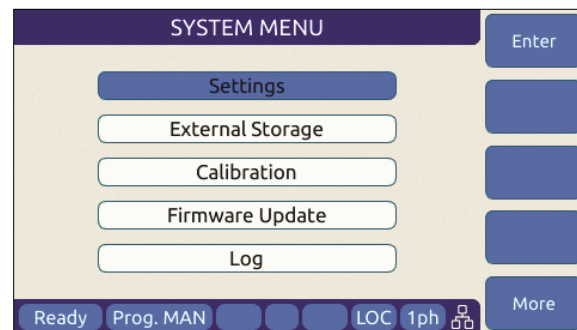 SYSTEM MENU
Enter
Settings
External Storage
Calibration
Firmware Update
Log
More
Ready Prog. MAN LOC 1ph